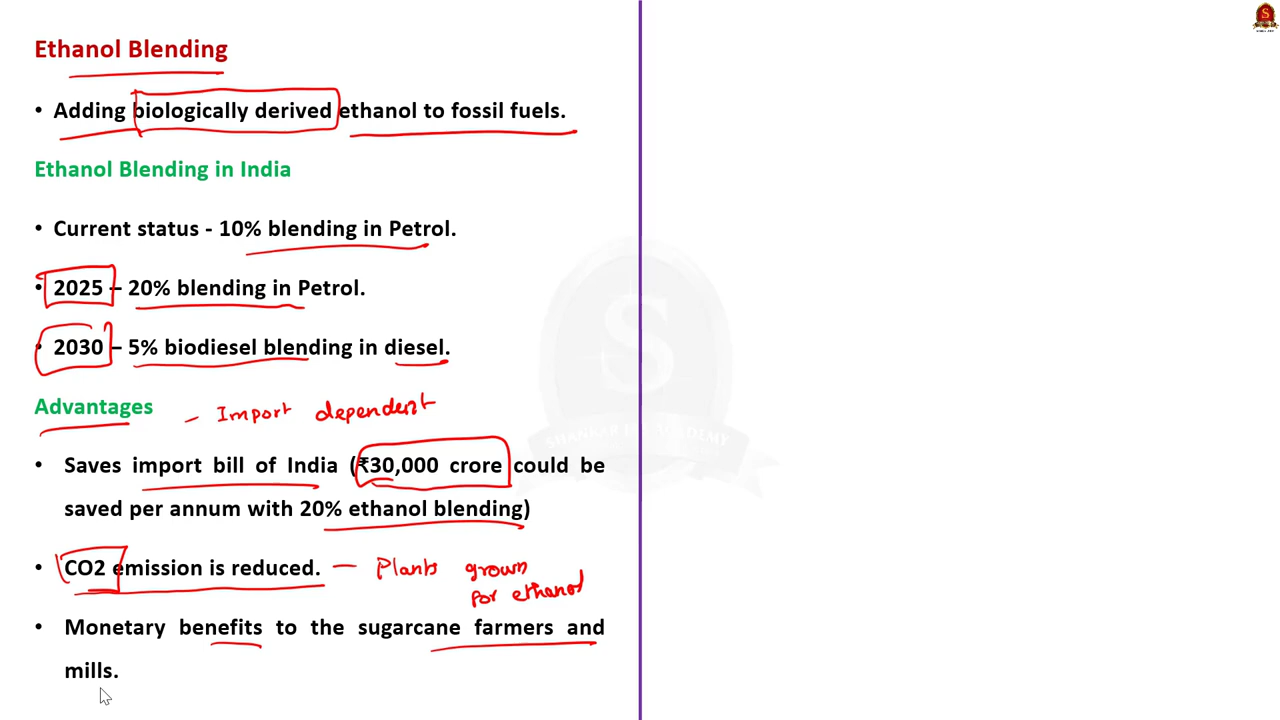 Ethanol Blending
• Adding biologically derived ethanol to fossil fuels.
Ethanol Blending in India
• Current status - 10% blending in Petrol.
• 2025 – 20% blending in Petrol.
• 2030 – 5% biodiesel blending in diesel.
Advantages – Import dependent
• Saves import bill of India (₹30,000 crore could be
saved per annum with 20% ethanol blending)
• CO2 emission is reduced. – Plants grown
for ethanol
• Monetary benefits to the sugarcane farmers and
mills.
S
SHANKAR IAS ACADEMY
S